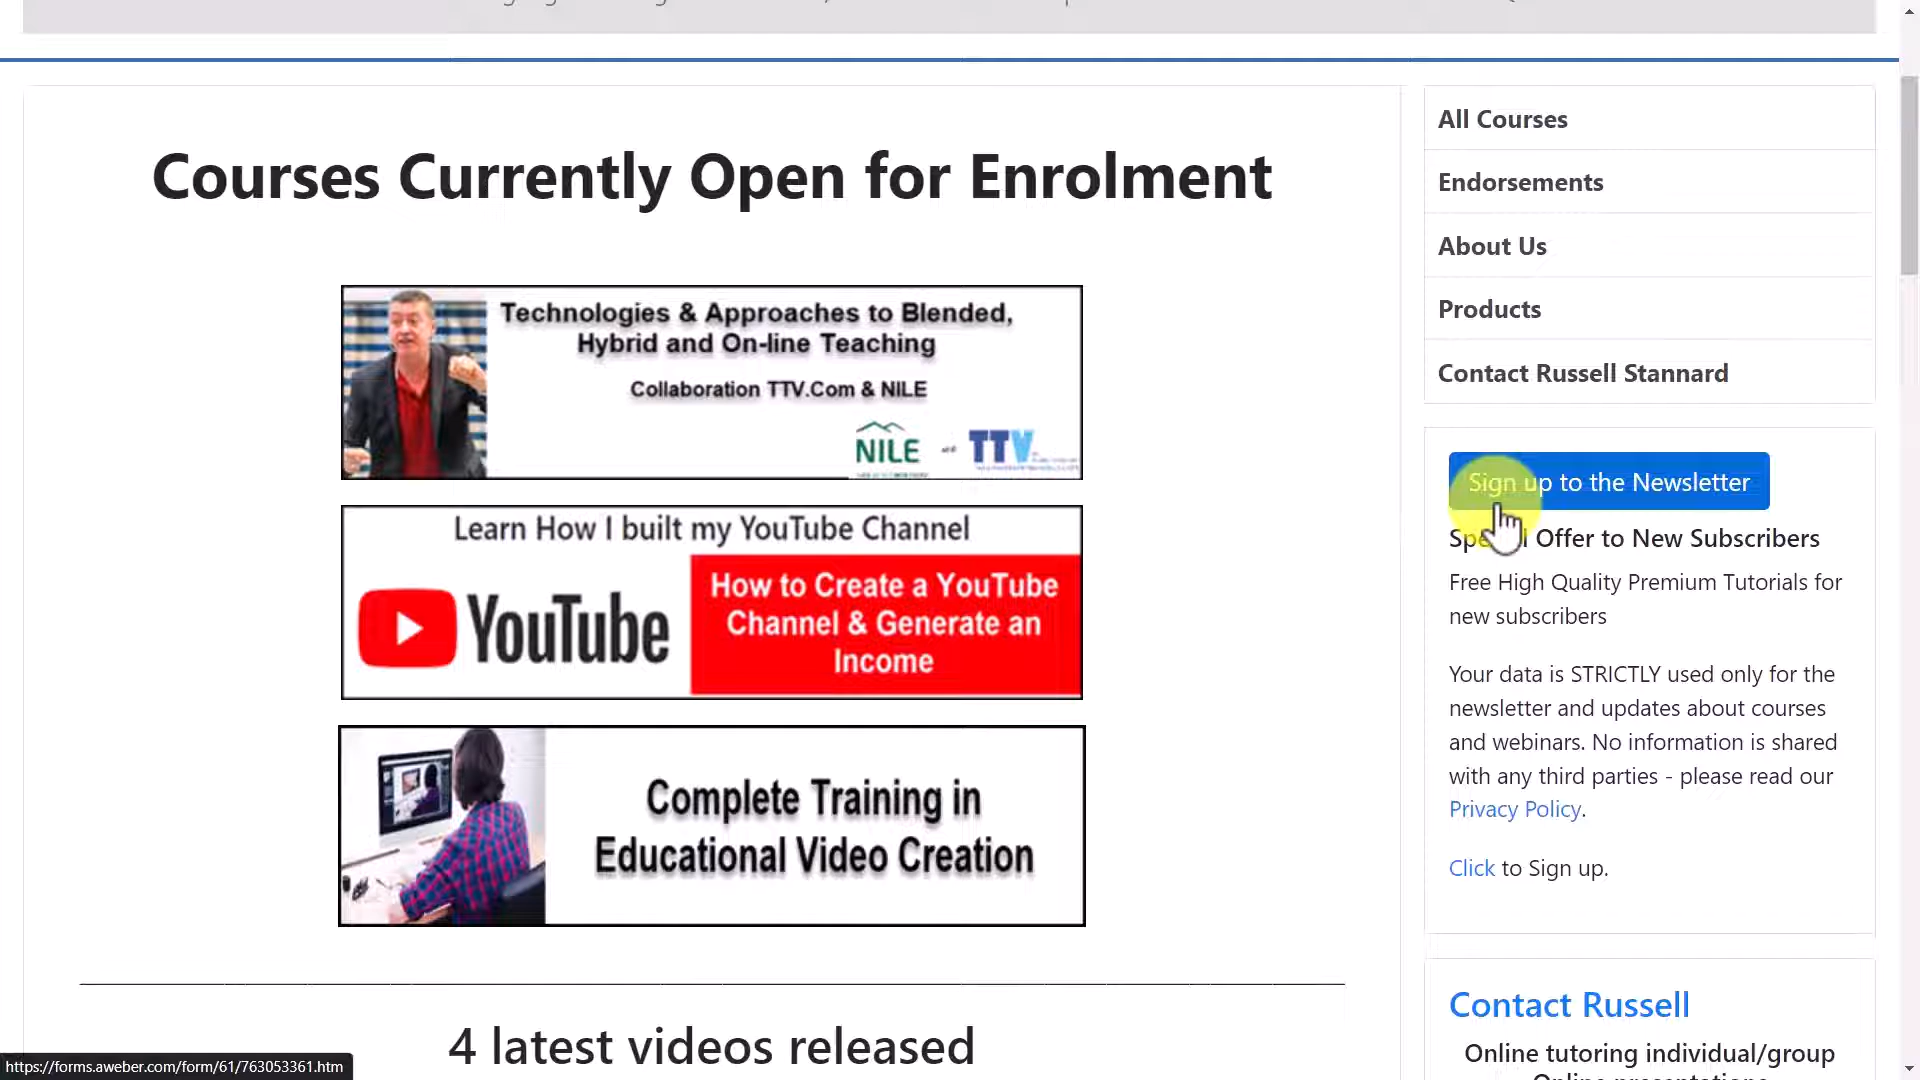 Courses Currently Open for Enrolment
Technologies & Approaches to Blended,
Hybrid and On-line Teaching
Collaboration TTV.Com & NILE
NILE
and
TTV
Learn How I built my YouTube Channel
YouTube
How to Create a YouTube
Channel & Generate an
Income
Complete Training in
Educational Video Creation
4 latest videos released
All Courses
Endorsements
About Us
Products
Contact Russell Stannard
Sign up to the Newsletter
Special Offer to New Subscribers
Free High Quality Premium Tutorials for
new subscribers
Your data is STRICTLY used only for the
newsletter and updates about courses
and webinars. No information is shared
with any third parties - please read our
Privacy Policy.
Click to Sign up.
Contact Russell
Online tutoring individual/group
Online presentations
https://forms.aweber.com/form/61/763053361.htm